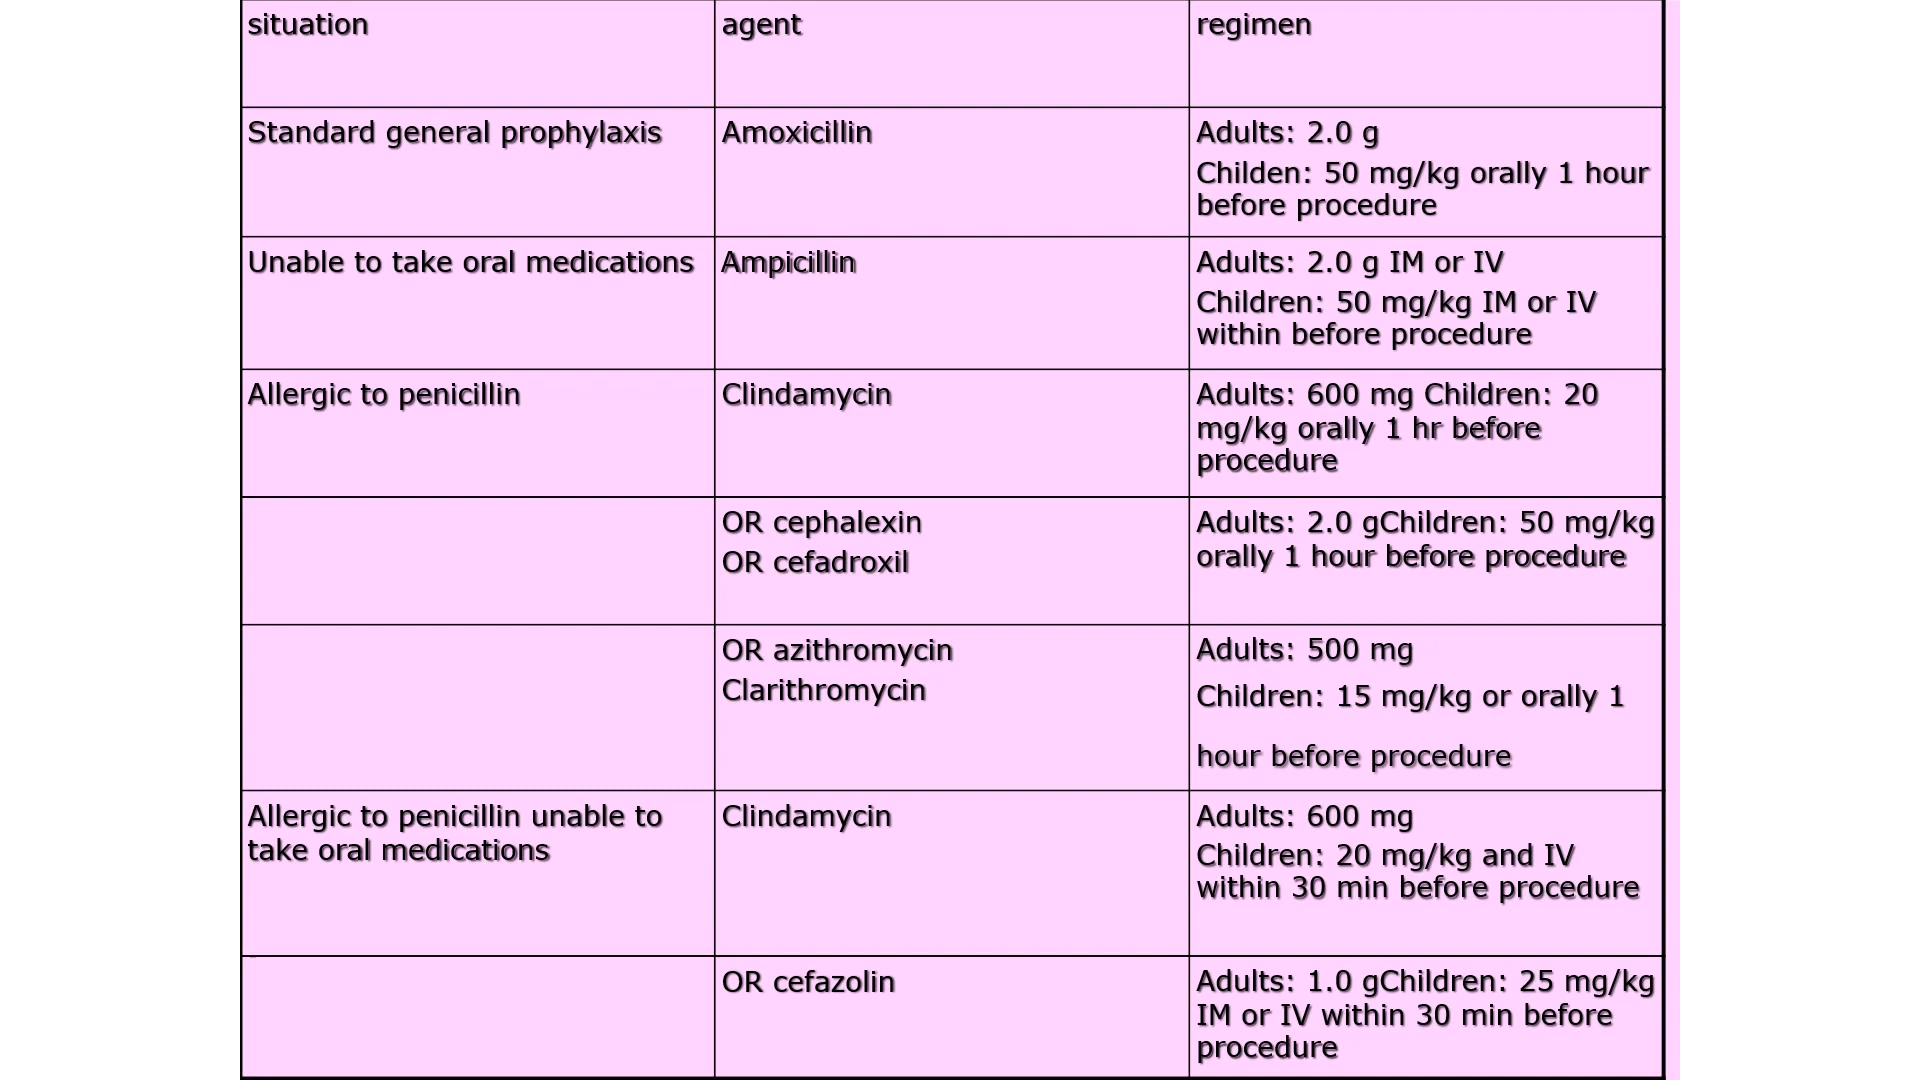 situation
agent
regimen
Standard general prophylaxis
Amoxicillin
Adults: 2.0 g
Childen: 50 mg/kg orally 1 hour
before procedure
Unable to take oral medications
Ampicillin
Adults: 2.0 g IM or IV
Children: 50 mg/kg IM or IV
within before procedure
Allergic to penicillin
Clindamycin
Adults: 600 mg Children: 20
mg/kg orally 1 hr before
procedure
OR cephalexin
OR cefadroxil
Adults: 2.0 gChildren: 50 mg/kg
orally 1 hour before procedure
OR azithromycin
Clarithromycin
Adults: 500 mg
Children: 15 mg/kg or orally 1
hour before procedure
Allergic to penicillin unable to
take oral medications
Clindamycin
Adults: 600 mg
Children: 20 mg/kg and IV
within 30 min before procedure
OR cefazolin
Adults: 1.0 gChildren: 25 mg/kg
IM or IV within 30 min before
procedure